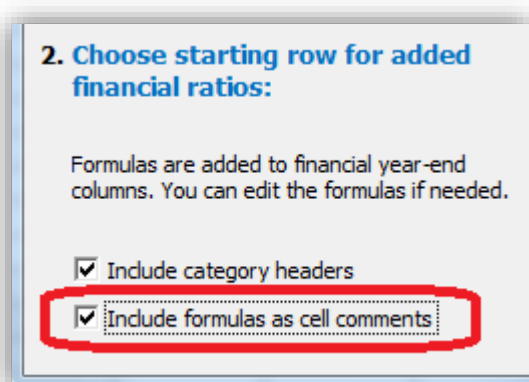 2. Choose starting row for added
financial ratios:
Formulas are added to financial year-end
columns. You can edit the formulas if needed.
Include category headers
Include formulas as cell comments